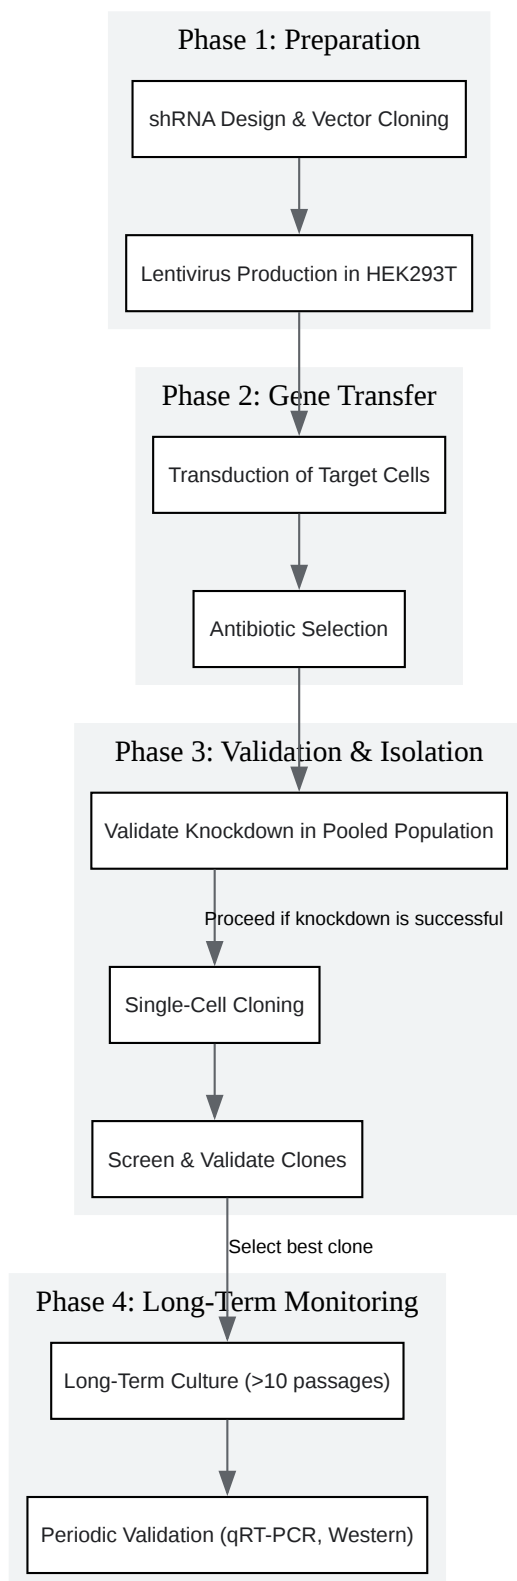 Phase 1: Preparation
shRNA Design & Vector Cloning
Lentivirus Production in HEK293T
Phase 2: Gene Transfer
Transduction of Target Cells
Antibiotic Selection
Phase 3: Validation & Isolation
Validate Knockdown in Pooled Population
Proceed if knockdown is successful
Single-Cell Cloning
Screen & Validate Clones
Select best clone
Phase 4: Long-Term Monitoring
Long-Term Culture (>10 passages)
Periodic Validation (qRT-PCR, Western)